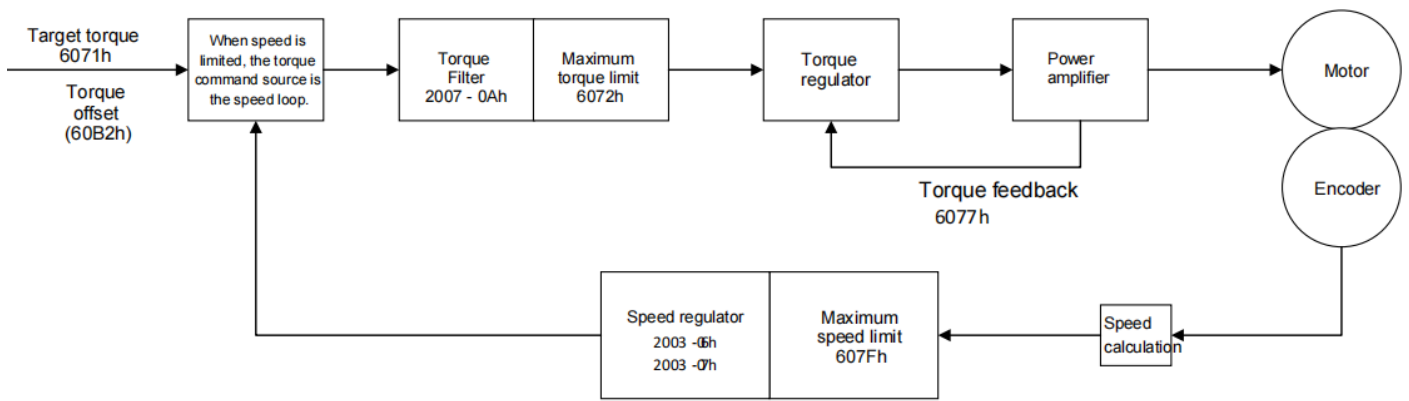 Target torque
6071h
Torque
offset
(60B2h)
When speed is
limited, the torque
command source is
the speed loop.
Torque
Filter
2007 - 0Ah
Maximum
torque limit
6072h
Torque
regulator
Power
amplifier
Motor
Encoder
Torque feedback
6077h
Speed regulator
2003 -06h
2003 -07h
Maximum
speed limit
607Fh
Speed
calculation